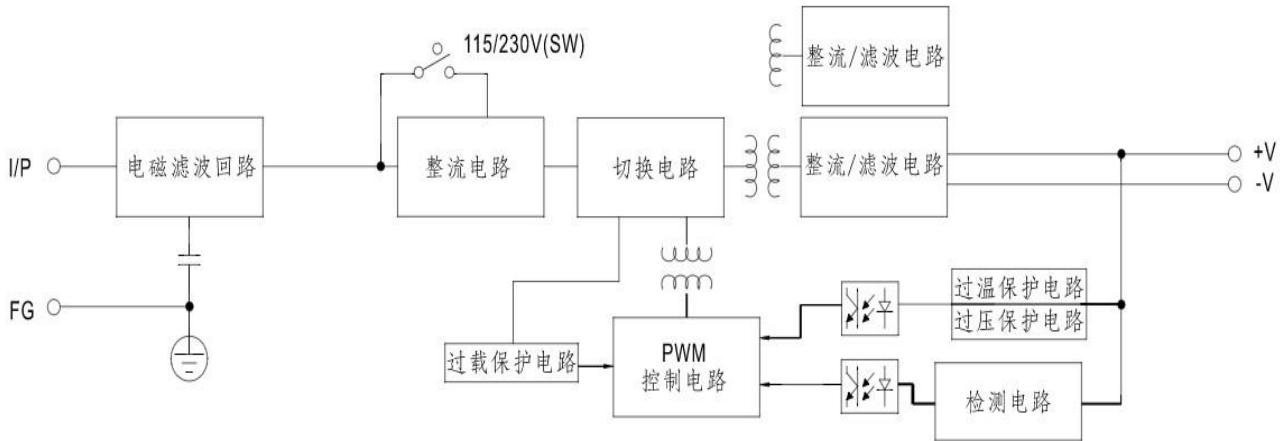 115/230V(SW)
整流/滤波电路
I/P
电磁滤波回路
整流电路
切换电路
整流/滤波电路
+V
-V
FG
过载保护电路
PWM
控制电路
过温保护电路
过压保护电路
检测电路